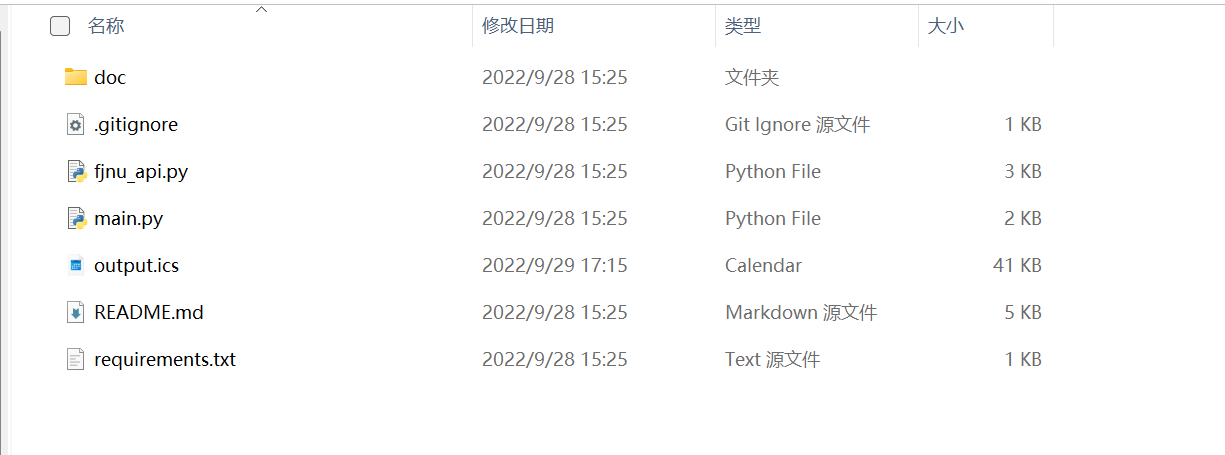 名称 修改日期 类型 大小
doc 2022/9/28 15:25 文件夹
.gitignore 2022/9/28 15:25 Git Ignore 源文件 1 KB
fjnu_api.py 2022/9/28 15:25 Python File 3 KB
main.py 2022/9/28 15:25 Python File 2 KB
output.ics 2022/9/29 17:15 Calendar 41 KB
README.md 2022/9/28 15:25 Markdown 源文件 5 KB
requirements.txt 2022/9/28 15:25 Text 源文件 1 KB